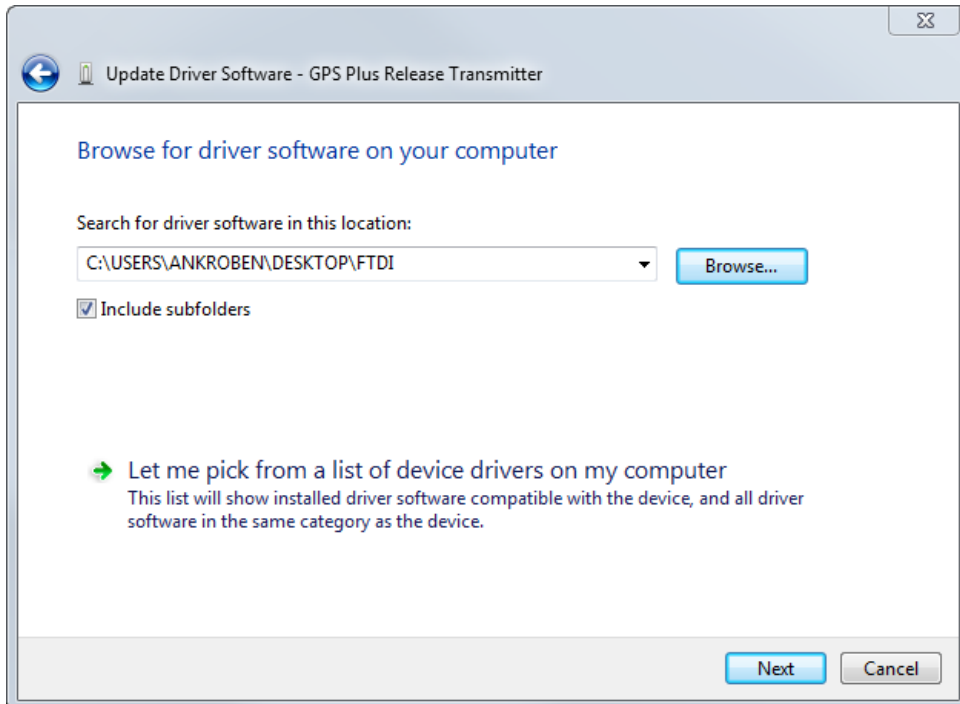 Update Driver Software - GPS Plus Release Transmitter
Browse for driver software on your computer
Search for driver software in this location:
C:\USERS\ANKROBEN\DESKTOP\FTDI
Browse...
Include subfolders
Let me pick from a list of device drivers on my computer
This list will show installed driver software compatible with the device, and all driver
software in the same category as the device.
Next
Cancel